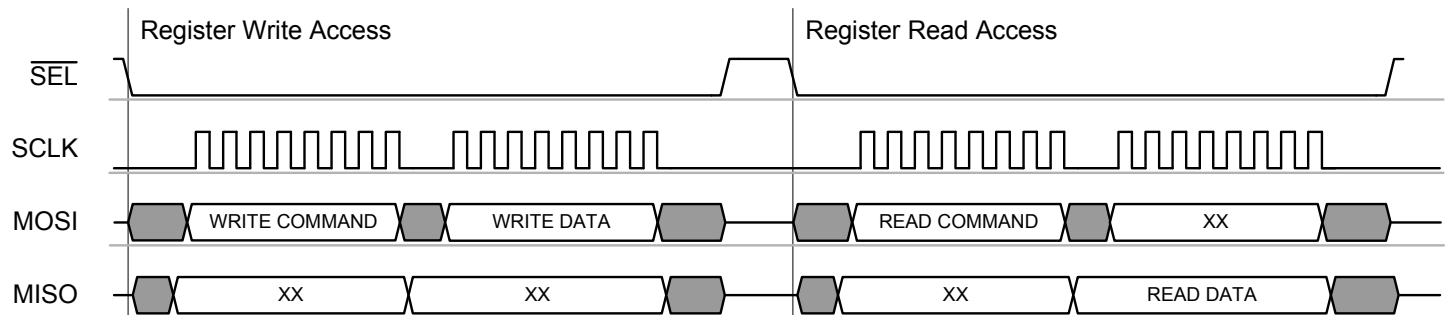 Register Write Access Register Read Access
SEL
SCLK
MOSI WRITE COMMAND WRITE DATA READ COMMAND XX
MISO XX XX XX READ DATA